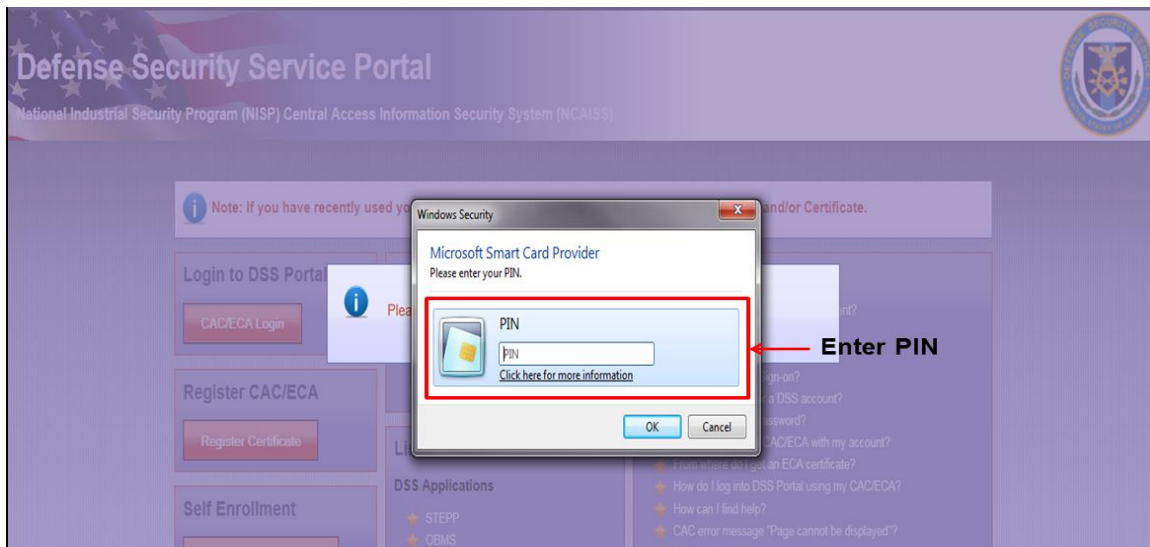 Defense Security Service Portal
National Industrial Security Program (NISP) Central Access Information Security System (NCAISS)
Note: If you have recently used yo
and/or Certificate.
Windows Security
Microsoft Smart Card Provider
Please enter your PIN.
PIN
PIN
Click here for more information
OK
Cancel
Enter PIN
Login to DSS Portal
CAC/ECA Login
Plea
Register CAC/ECA
Register Certificate
Self Enrollment
DSS Applications
STEPP
OBMS
ign-on?
a DSS account?
CAC/ECA with my account?
From where do I get an ECA certificate?
How do I log into DSS Portal using my CAC/ECA?
How can I find help?
CAC error message "Page cannot be displayed"?